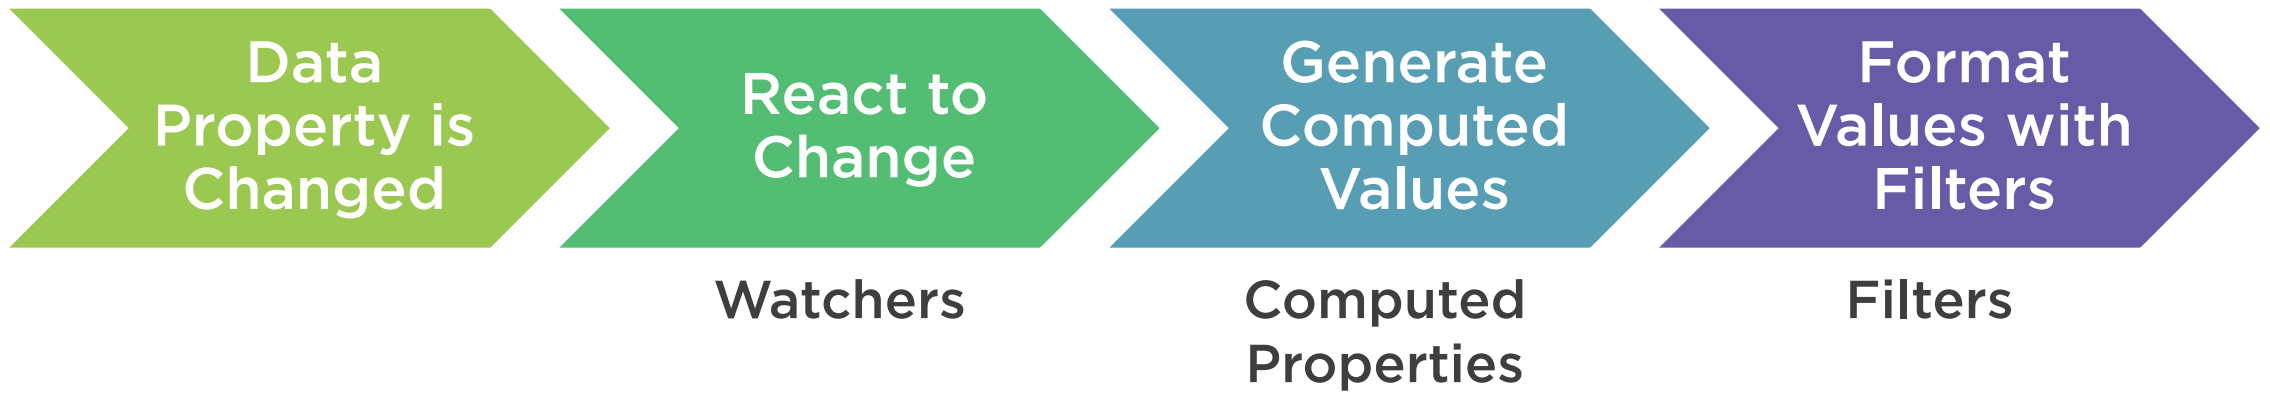 Data
Property is
Changed
React to
Change
Generate
Computed
Values
Format
Values with
Filters
Watchers
Computed
Properties
Filters